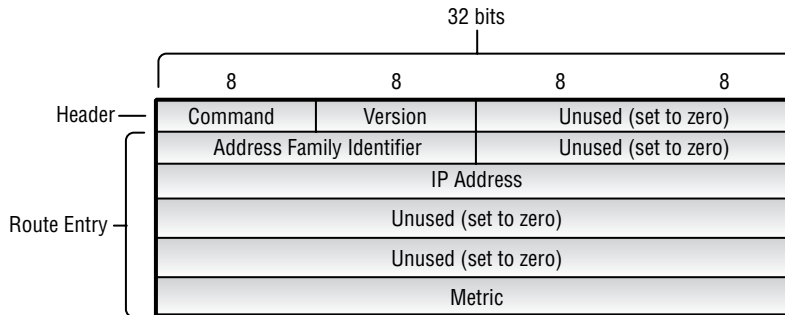 32 bits
8 8 8 8
Header Command Version Unused (set to zero)
Address Family Identifier Unused (set to zero)
IP Address
Route Entry Unused (set to zero)
Unused (set to zero)
Metric